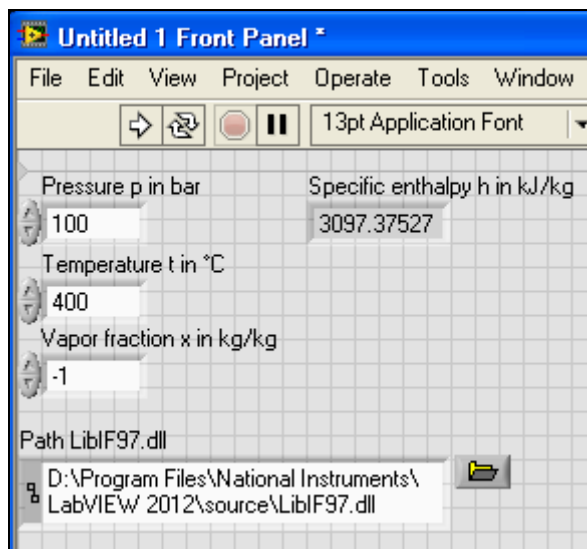 Untitled 1 Front Panel *
File Edit View Project Operate Tools Window
13pt Application Font
Pressure p in bar
Specific enthalpy h in kJ/kg
100
3097.37527
Temperature t in °C
400
Vapor fraction x in kg/kg
-1
Path LibIF97.dll
D:\Program Files\National Instruments\
LabVIEW 2012\source\LibIF97.dll